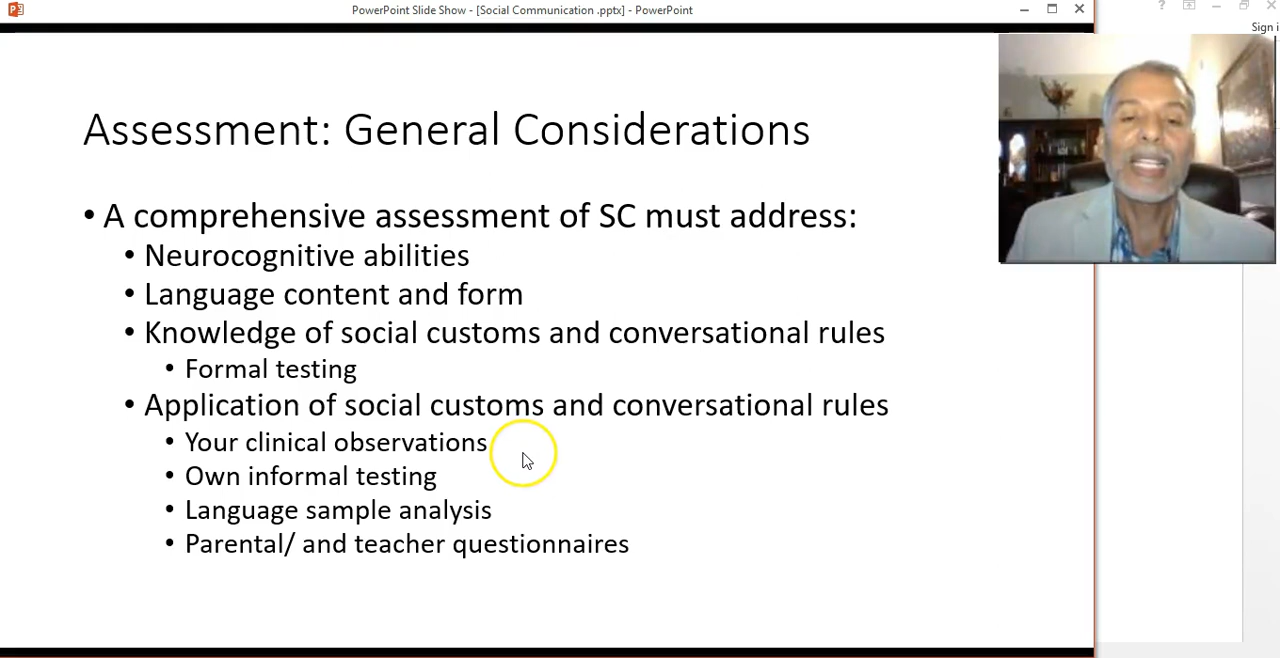 PowerPoint Slide Show - [Social Communication .pptx] - PowerPoint
Sign i
Assessment: General Considerations
• A comprehensive assessment of SC must address:
• Neurocognitive abilities
• Language content and form
• Knowledge of social customs and conversational rules
• Formal testing
• Application of social customs and conversational rules
• Your clinical observations
• Own informal testing
• Language sample analysis
• Parental/ and teacher questionnaires